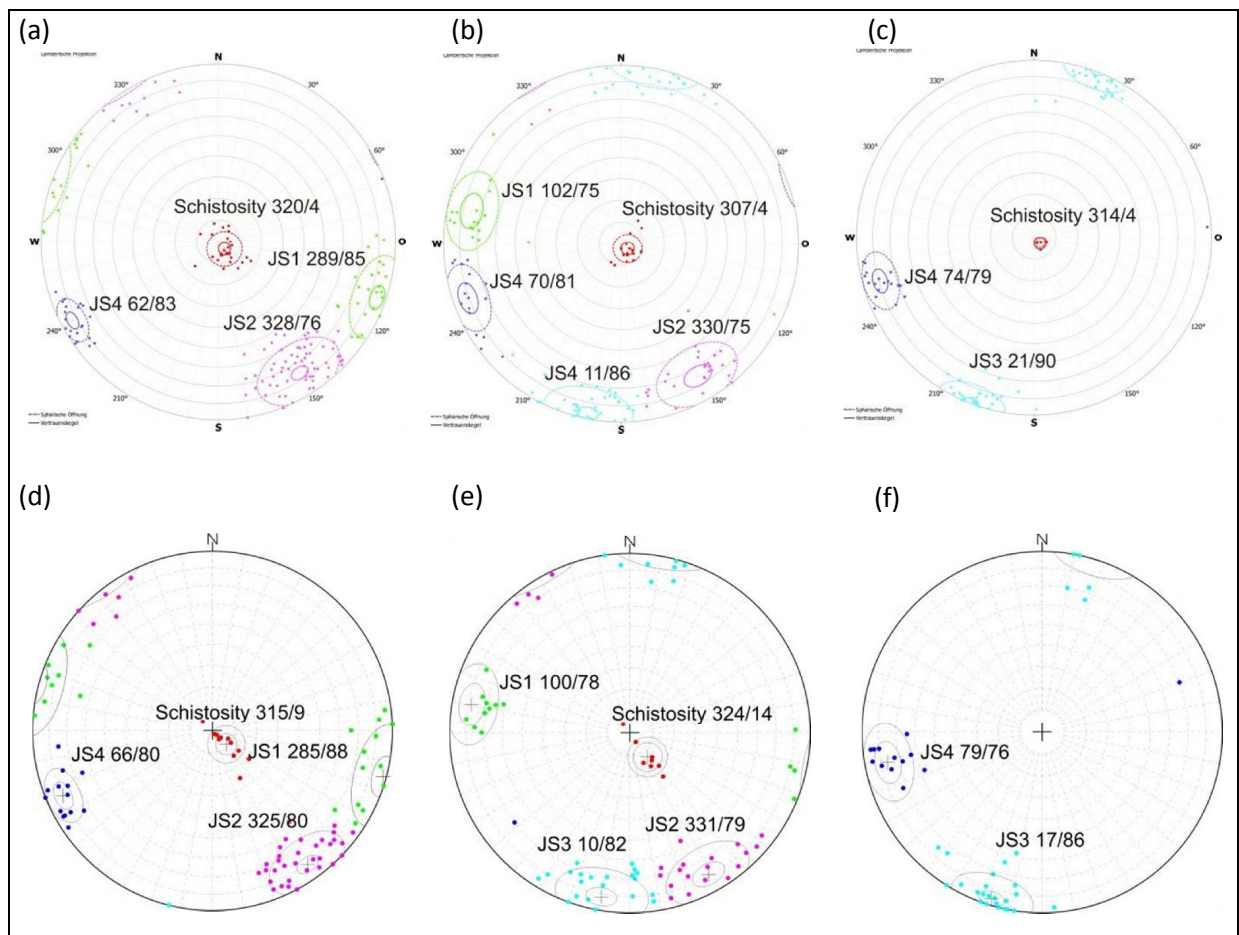 (a)
Lambertsche Projektion
N
30°
60°
O
120°
150°
S
210°
240°
W
300°
330°
Schistosity 320/4
JS1 289/85
JS4 62/83
JS2 328/76
Sphärische Öffnung
Vertrauenskegel
(b)
Lambertsche Projektion
N
30°
60°
O
120°
150°
S
210°
240°
W
300°
330°
JS1 102/75
Schistosity 307/4
JS4 70/81
JS2 330/75
JS4 11/86
Sphärische Öffnung
Vertrauenskegel
(c)
Lambertsche Projektion
N
30°
60°
O
120°
150°
S
210°
240°
W
300°
330°
Schistosity 314/4
JS4 74/79
JS3 21/90
Sphärische Öffnung
Vertrauenskegel
(d)
N
Schistosity 315/9
JS4 66/80
JS1 285/88
JS2 325/80
(e)
N
JS1 100/78
Schistosity 324/14
JS3 10/82
JS2 331/79
(f)
N
JS4 79/76
JS3 17/86